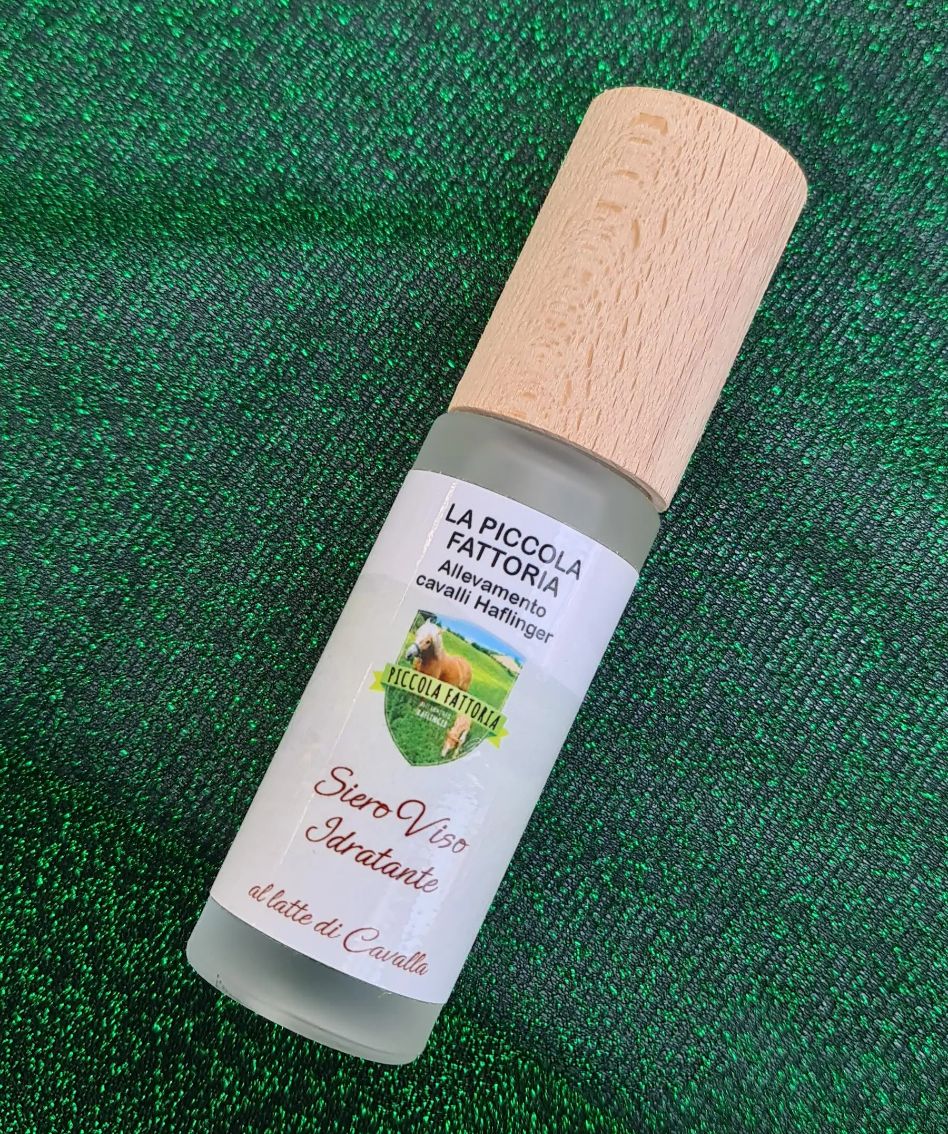 LA PICCOLA
FATTORIA
Allevamento
cavalli Haflinger
PICCOLA FATTORIA
Siero Viso
Idratante
al latte di Cavalla